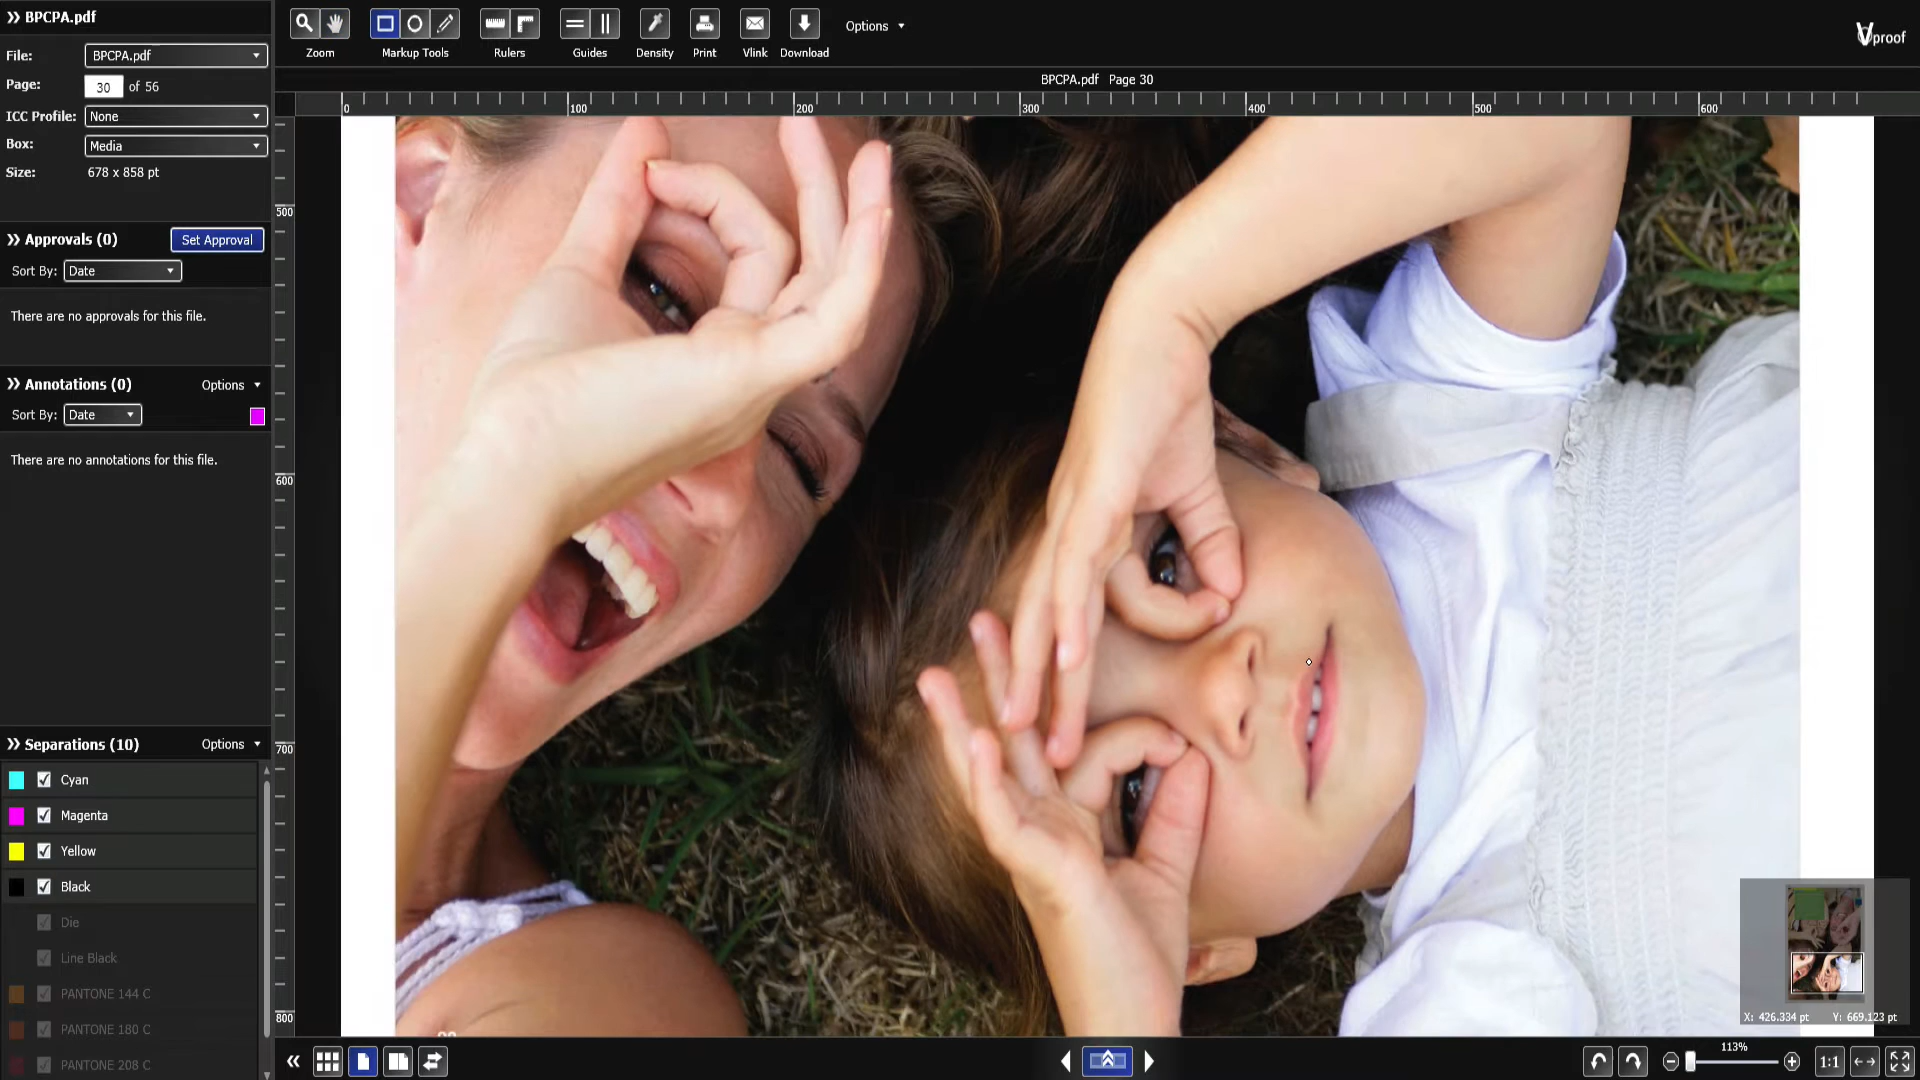 BPCPA.pdf
File: BPCPA.pdf
Page: 30 of 56
ICC Profile: None
Box: Media
Size: 678 x 858 pt
Approvals (0) Set Approval
Sort By: Date
There are no approvals for this file.
Annotations (0) Options
Sort By: Date
There are no annotations for this file.
Separations (10) Options
Cyan
Magenta
Yellow
Black
Die
Line Black
PANTONE 144 C
PANTONE 180 C
PANTONE 208 C
Zoom Markup Tools Rulers Guides Density Print Vlink Download Options
Vproof
BPCPA.pdf Page 30
0 100 200 300 400 500 600
500
600
700
800
X: 426.334 pt Y: 669.123 pt
113%
1:1